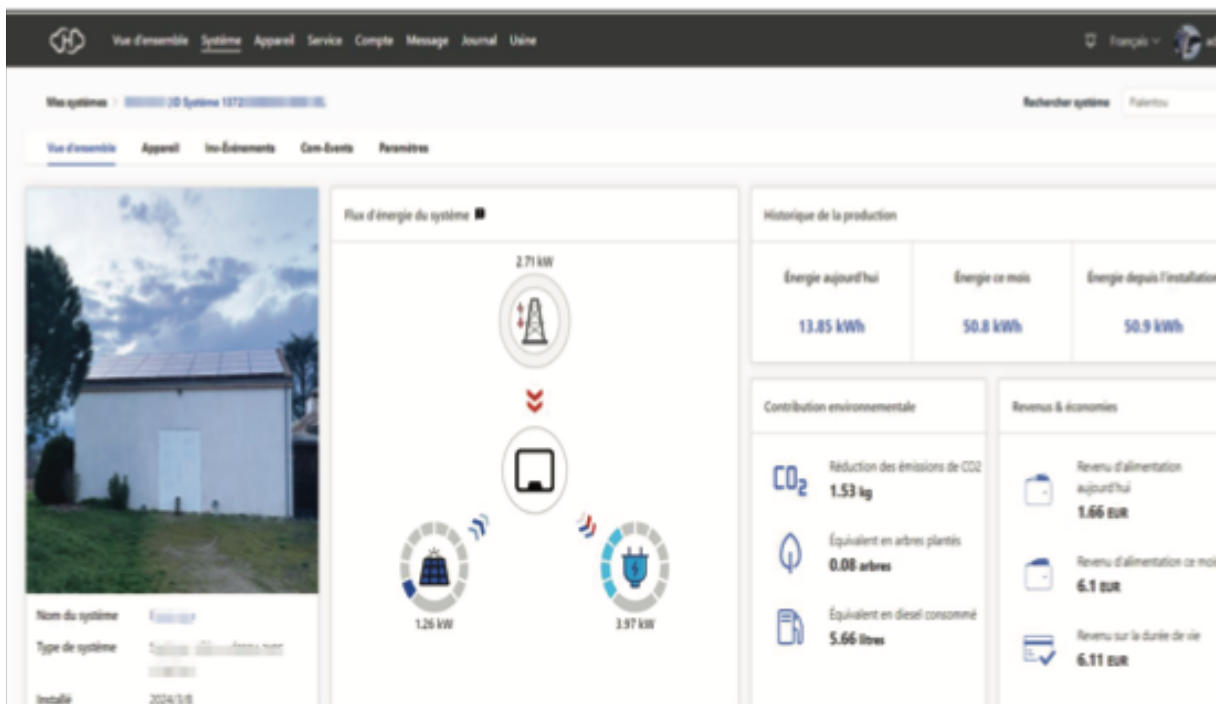 Vue d'ensemble Système Appareil Service Compte Message Journal Usine
Français
Mes systèmes
Système 1372
Rechercher système
Palentou
Vue d'ensemble Appareil Inv-Événements Com-Events Paramètres
Flux d'énergie du système
2.71 kW
1.26 kW
3.97 kW
Nom du système
Type de système
Installé 2024/3/8
Historique de la production
Énergie aujourd'hui
13.85 kWh
Énergie ce mois
50.8 kWh
Énergie depuis l'installation
50.9 kWh
Contribution environnementale
CO2
Réduction des émissions de CO2
1.53 kg
Équivalent en arbres plantés
0.08 arbres
Équivalent en diesel consommé
5.66 litres
Revenus & économies
Revenu d'alimentation
aujourd'hui
1.66 EUR
Revenu d'alimentation ce mois
6.1 EUR
Revenu sur la durée de vie
6.11 EUR